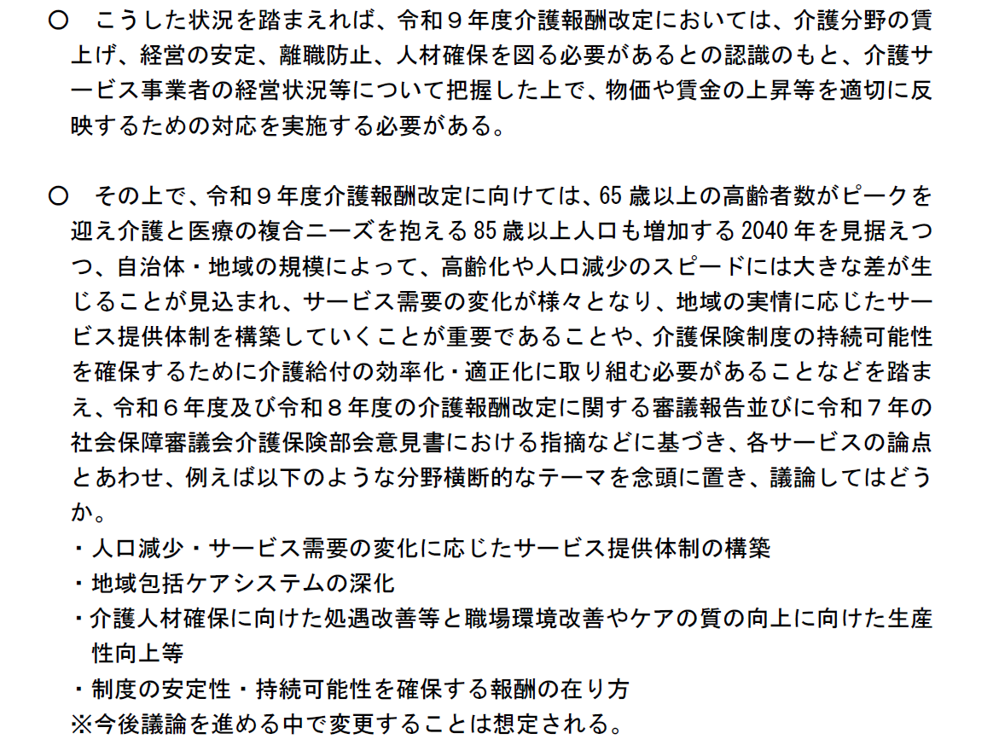 〇　こうした状況を踏まえれば、令和９年度介護報酬改定においては、介護分野の賃
上げ、経営の安定、離職防止、人材確保を図る必要があるとの認識のもと、介護サ
ービス事業者の経営状況等について把握した上で、物価や賃金の上昇等を適切に反
映するための対応を実施する必要がある。
〇　その上で、令和９年度介護報酬改定に向けては、65 歳以上の高齢者数がピークを
迎え介護と医療の複合ニーズを抱える 85 歳以上人口も増加する 2040 年を見据えつ
つ、自治体・地域の規模によって、高齢化や人口減少のスピードには大きな差が生
じることが見込まれ、サービス需要の変化が様々となり、地域の実情に応じたサー
ビス提供体制を構築していくことが重要であることや、介護保険制度の持続可能性
を確保するために介護給付の効率化・適正化に取り組む必要があることなどを踏ま
え、令和６年度及び令和８年度の介護報酬改定に関する審議報告並びに令和７年の
社会保障審議会介護保険部会意見書における指摘などに基づき、各サービスの論点
とあわせ、例えば以下のような分野横断的なテーマを念頭に置き、議論してはどう
か。
・人口減少・サービス需要の変化に応じたサービス提供体制の構築
・地域包括ケアシステムの深化
・介護人材確保に向けた処遇改善等と職場環境改善やケアの質の向上に向けた生産
性向上等
・制度の安定性・持続可能性を確保する報酬の在り方
※今後議論を進める中で変更することは想定される。